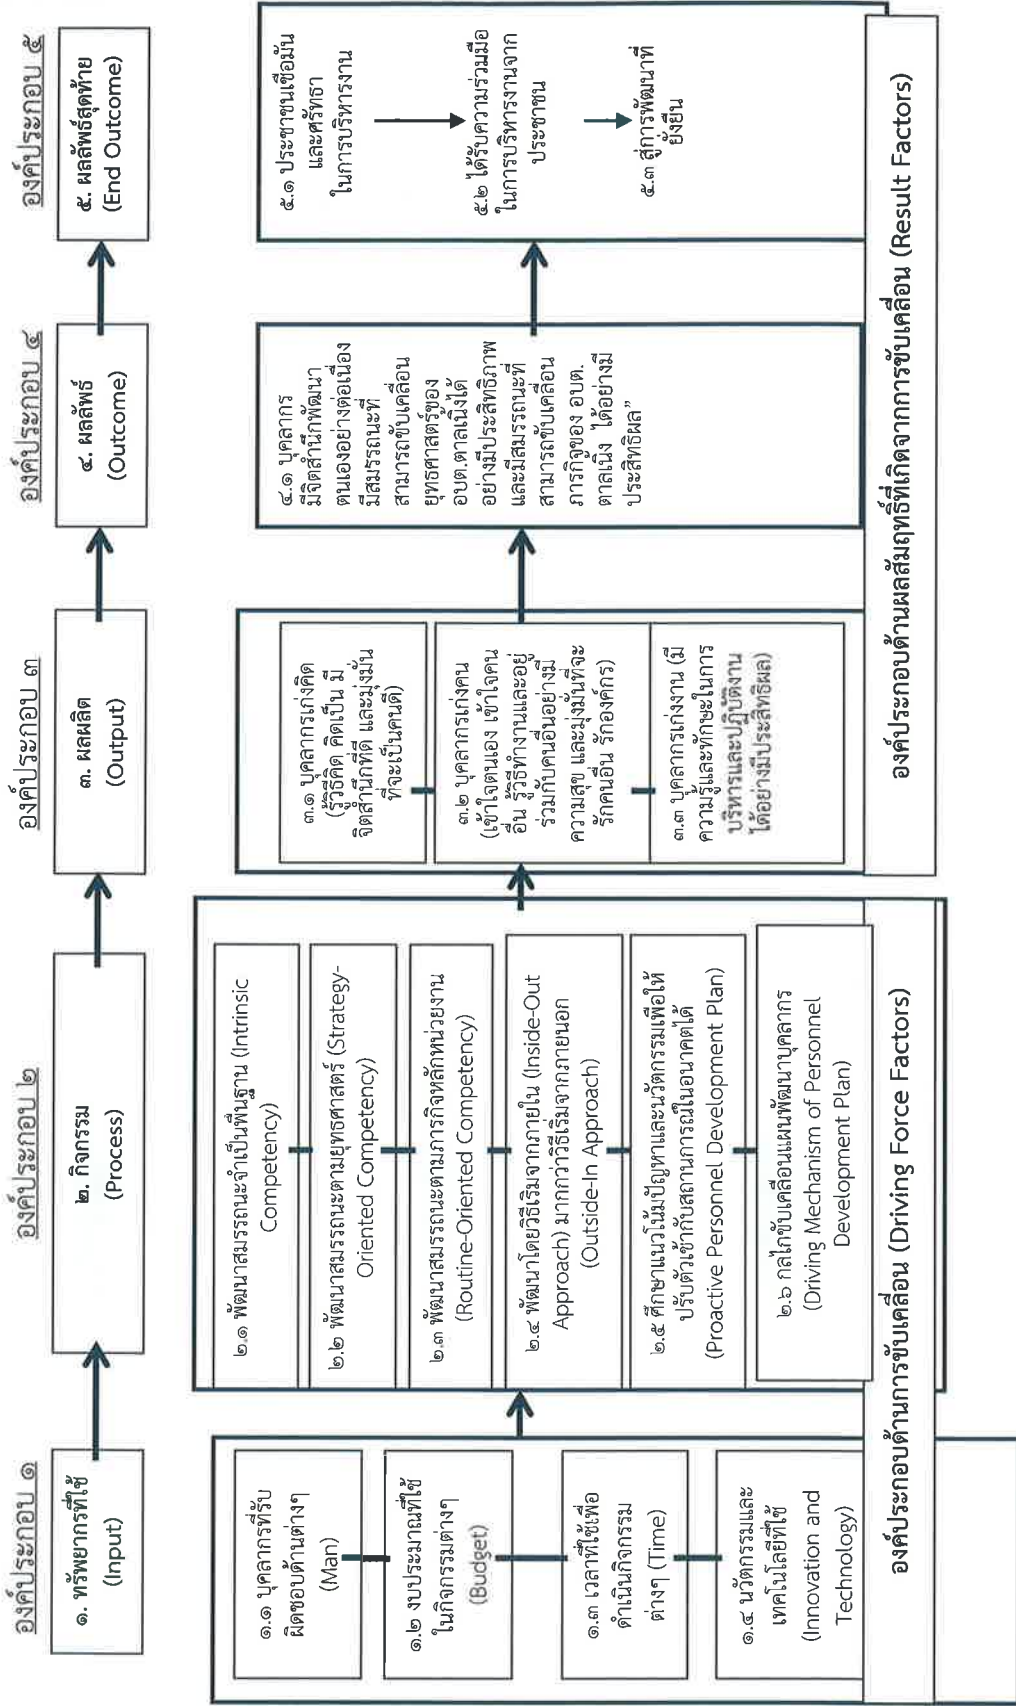 องค์ประกอบ ๑
๑. ทรัพยากรที่ใช้
(Input)
๑.๑ บุคลากรที่รับ
ผิดชอบด้านต่างๆ
(Man)
๑.๒ งบประมาณที่ใช้
ในกิจกรรมต่างๆ
(Budget)
๑.๓ เวลาที่ใช้เพื่อ
ดำเนินกิจกรรม
ต่างๆ (Time)
๑.๔ นวัตกรรมและ
เทคโนโลยีที่ใช้
(Innovation and
Technology)
องค์ประกอบ ๒
๒. กิจกรรม
(Process)
๒.๑ พัฒนาสมรรถนะจำเป็นพื้นฐาน (Intrinsic
Competency)
๒.๒ พัฒนาสมรรถนะตามยุทธศาสตร์ (Strategy-
Oriented Competency)
๒.๓ พัฒนาสมรรถนะตามภารกิจหลักหน่วยงาน
(Routine-Oriented Competency)
๒.๔ พัฒนาโดยวิธีเริ่มจากภายใน (Inside-Out
Approach) มากกว่าวิธีเริ่มจากภายนอก
(Outside-In Approach)
๒.๕ ศึกษาแนวโน้มปัญหาและนวัตกรรมเพื่อให้
ปรับตัวเข้ากับสถานการณ์ในอนาคตได้
(Proactive Personnel Development Plan)
๒.๖ กลไกขับเคลื่อนแผนพัฒนาบุคลากร
(Driving Mechanism of Personnel
Development Plan)
องค์ประกอบด้านการขับเคลื่อน (Driving Force Factors)
องค์ประกอบ ๓
๓. ผลผลิต
(Output)
๓.๑ บุคลากรเก่งคิด
(รู้วิธีคิด คิดเป็น มี
จิตสำนึกที่ดี และมุ่งมั่น
ที่จะเป็นคนดี)
๓.๒ บุคลากรเก่งคน
(เข้าใจตนเอง เข้าใจคน
อื่น รู้วิธีทำงานและอยู่
ร่วมกับคนอื่นอย่างมี
ความสุข และมุ่งมั่นที่จะ
รักคนอื่น รักองค์กร)
๓.๓ บุคลากรเก่งงาน (มี
ความรู้และทักษะในการ
บริหารและปฏิบัติงาน
ได้อย่างมีประสิทธิผล)
องค์ประกอบ ๔
๔. ผลลัพธ์
(Outcome)
๔.๑ บุคลากร
มีจิตสำนึกพัฒนา
ตนเองอย่างต่อเนื่อง
มีสมรรถนะที่
สามารถขับเคลื่อน
ยุทธศาสตร์ของ
อบต.ตาลเนิ้งได้
อย่างมีประสิทธิภาพ
และมีสมรรถนะที่
สามารถขับเคลื่อน
ภารกิจของ อบต.
ตาลเนิ้ง ได้อย่างมี
ประสิทธิผล”
องค์ประกอบ ๕
๕. ผลลัพธ์สุดท้าย
(End Outcome)
๕.๑ ประชาชนเชื่อมั่น
และศรัทธา
ในการบริหารงาน
๕.๒ ได้รับความร่วมมือ
ในการบริหารงานจาก
ประชาชน
๕.๓ สู่การพัฒนาที่
ยั่งยืน
องค์ประกอบด้านผลสัมฤทธิ์ที่เกิดจากการขับเคลื่อน (Result Factors)